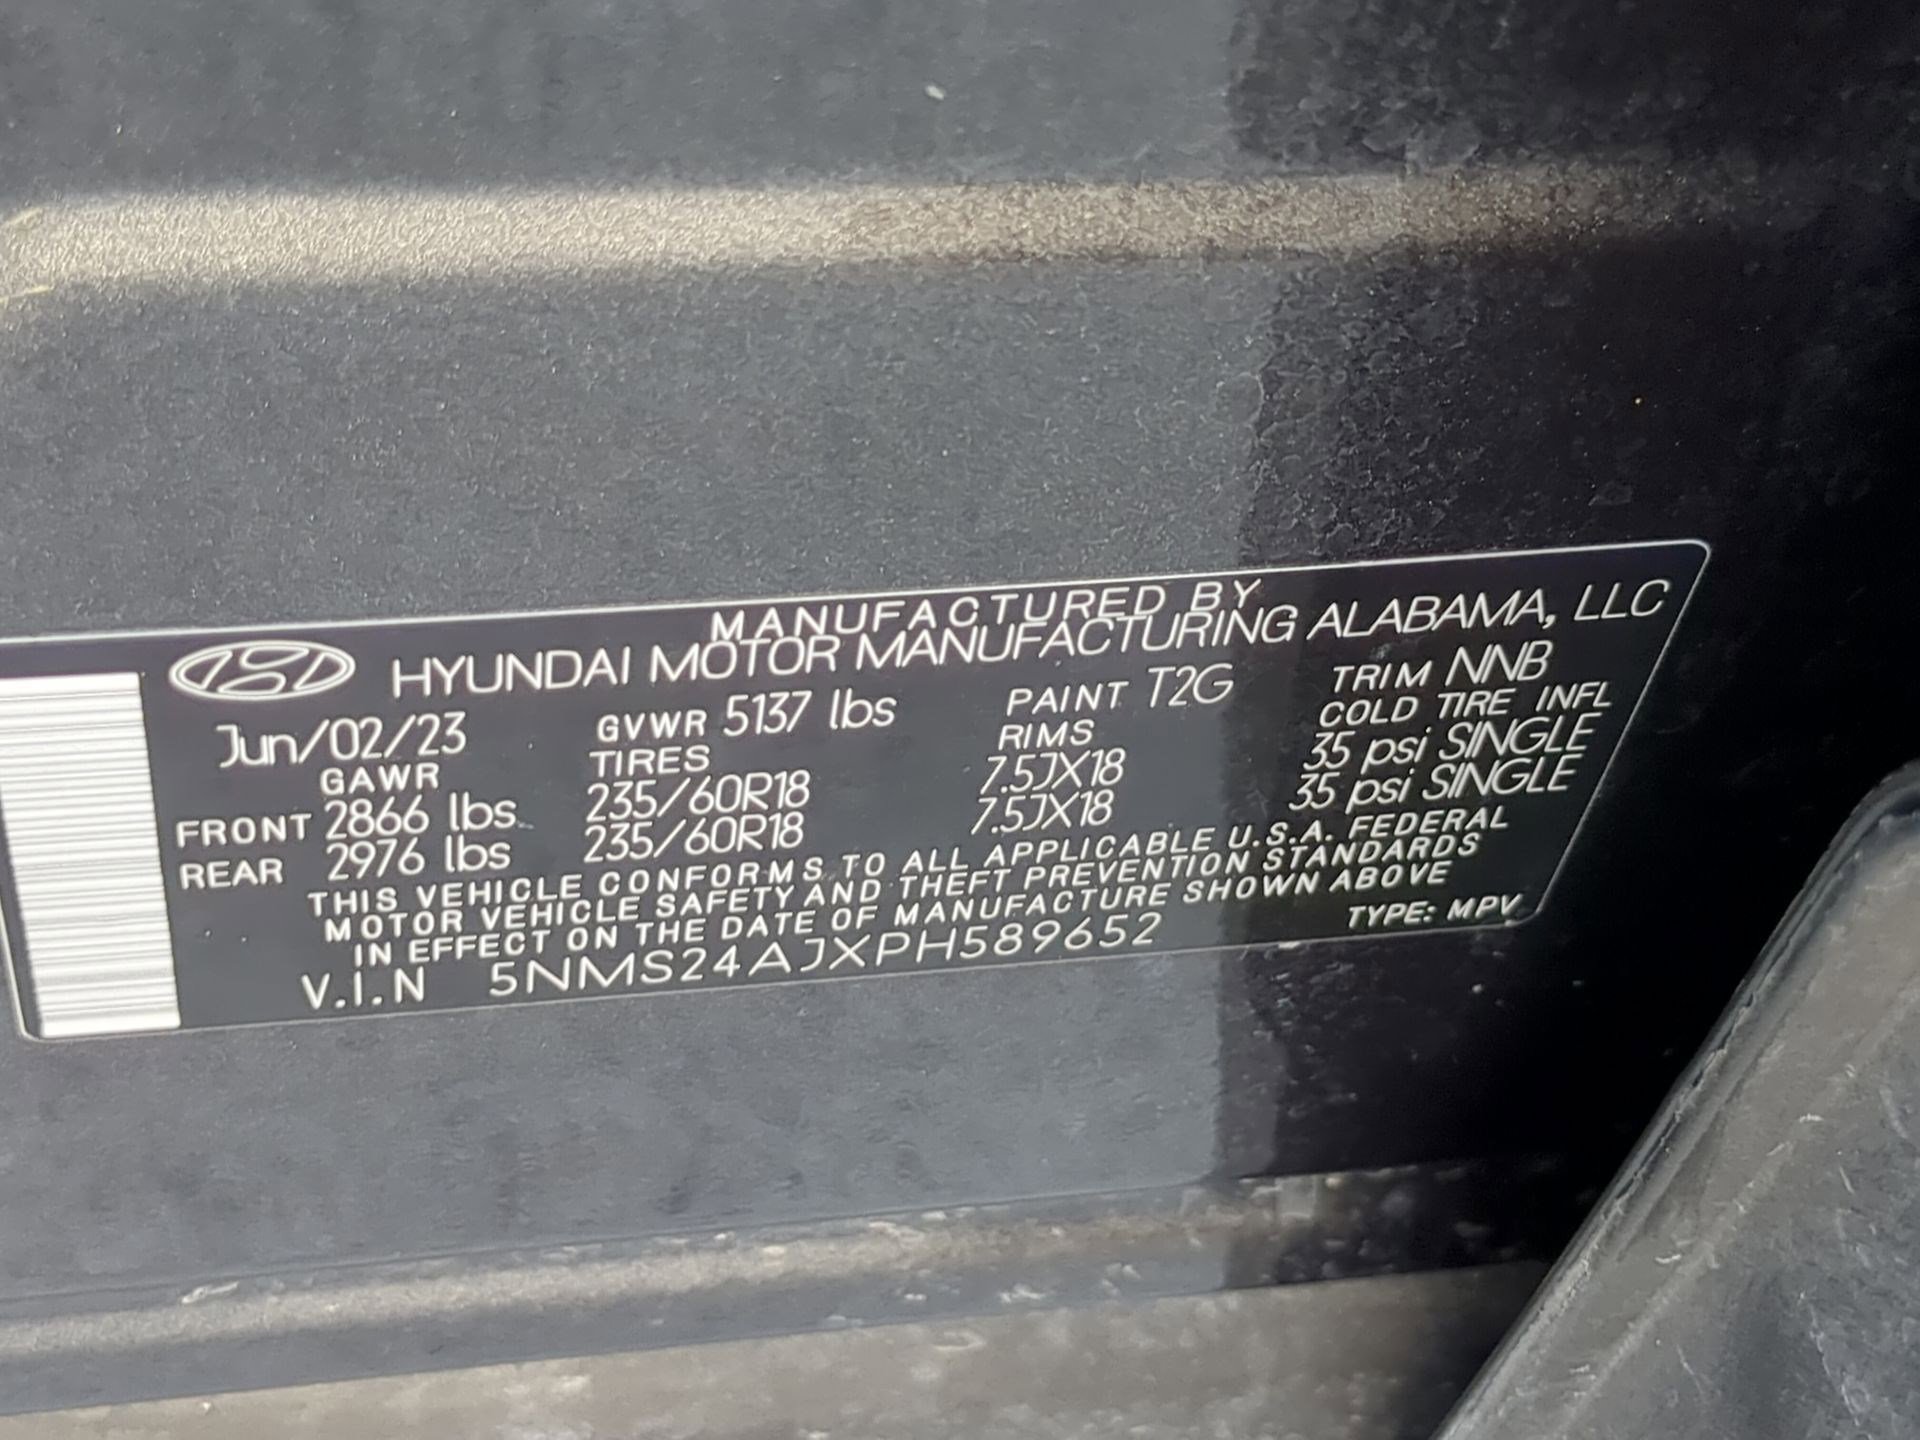 MANUFACTURED BY
HYUNDAI MOTOR MANUFACTURING ALABAMA, LLC
Jun/02/23 GVWR 5137 lbs PAINT T2G TRIM NNB
GAWR TIRES RIMS COLD TIRE INFL
FRONT 2866 lbs 235/60R18 7.5JX18 35 psi SINGLE
REAR 2976 lbs 235/60R18 7.5JX18 35 psi SINGLE
THIS VEHICLE CONFORMS TO ALL APPLICABLE U.S.A. FEDERAL
MOTOR VEHICLE SAFETY AND THEFT PREVENTION STANDARDS
IN EFFECT ON THE DATE OF MANUFACTURE SHOWN ABOVE
V.I.N 5NMS24AJXPH589652 TYPE: MPV